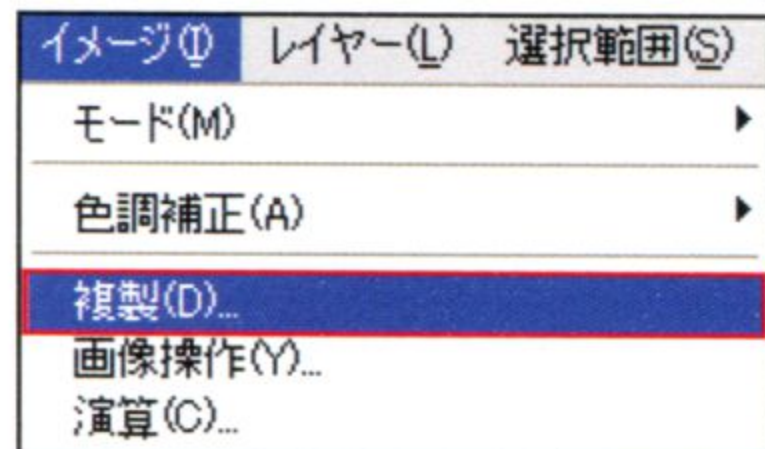 イメージ(I) レイヤー(L) 選択範囲(S)
モード(M)
色調補正(A)
複製(D)...
画像操作(Y)...
演算(C)...